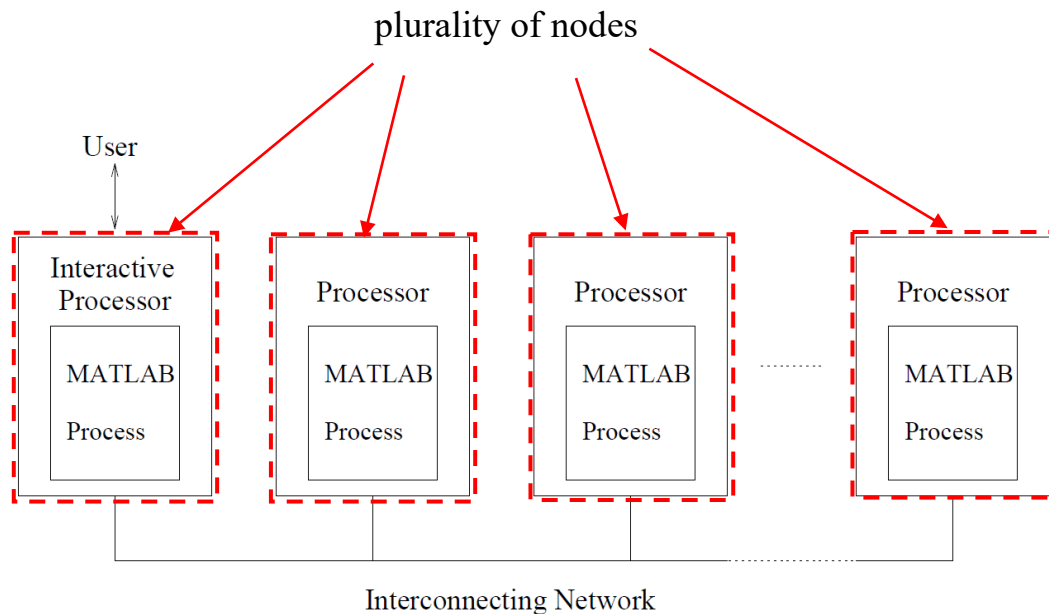 plurality of nodes
User
Interactive
Processor
MATLAB
Process
Processor
MATLAB
Process
Processor
MATLAB
Process
Processor
MATLAB
Process
Interconnecting Network